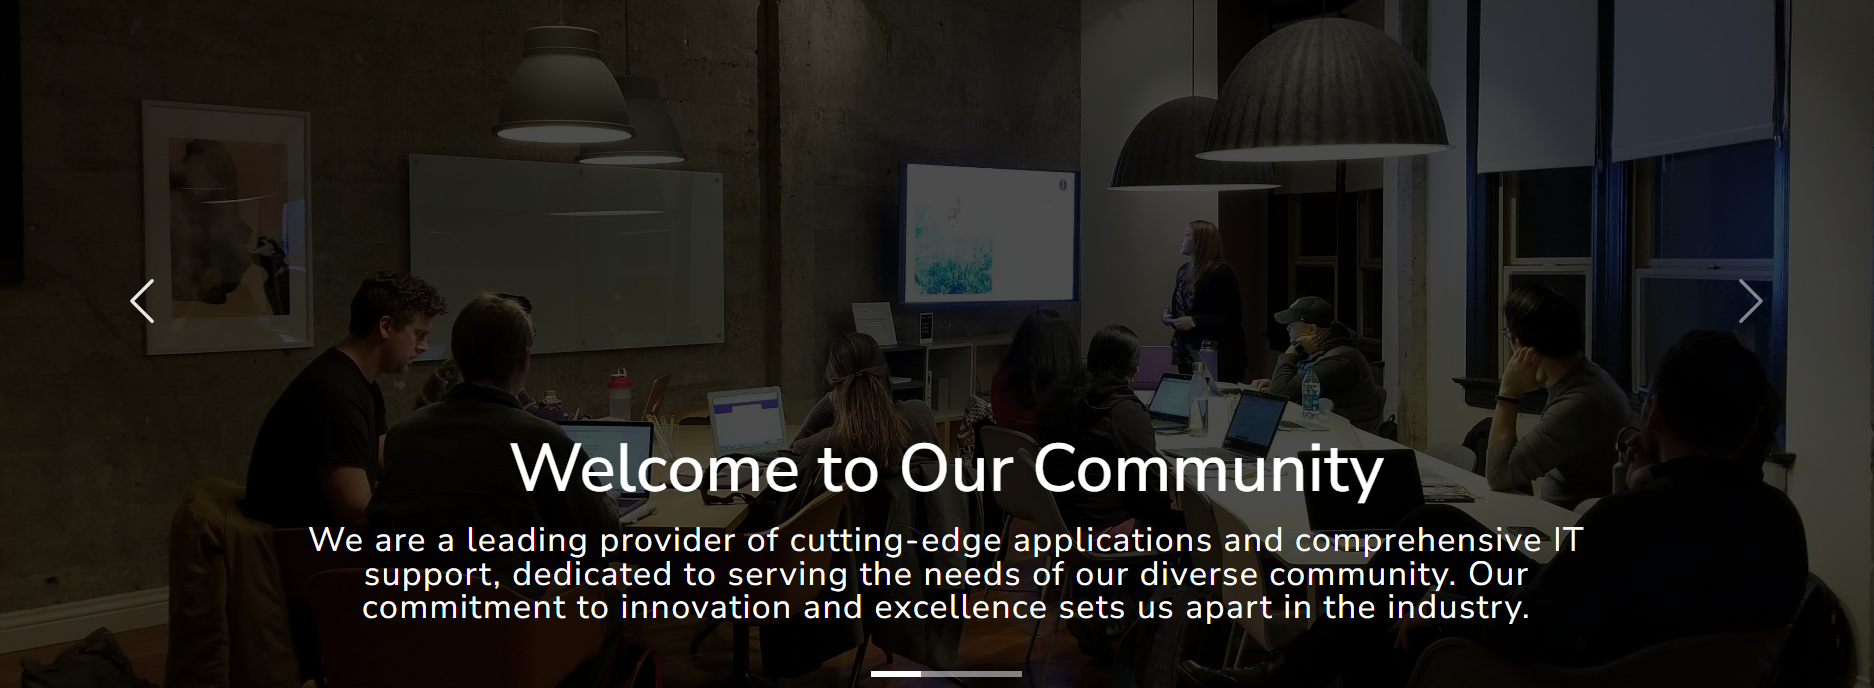 Welcome to Our Community
We are a leading provider of cutting-edge applications and comprehensive IT
support, dedicated to serving the needs of our diverse community. Our
commitment to innovation and excellence sets us apart in the industry.